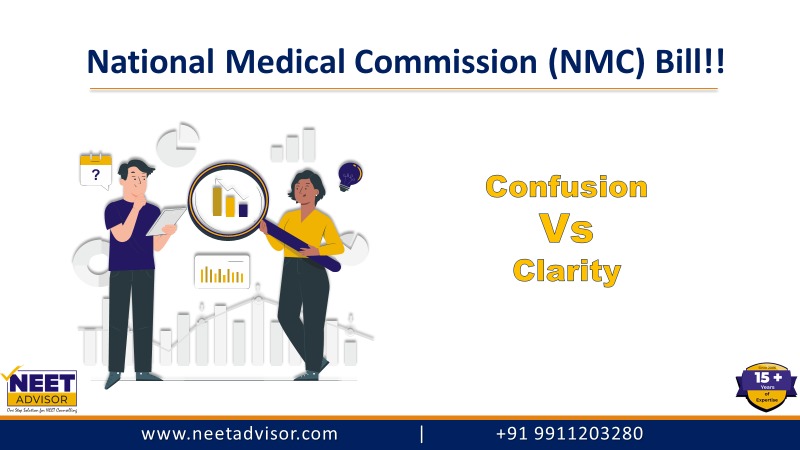 National Medical Commission (NMC) Bill!!
?
Confusion
Vs
Clarity
NEET
ADVISOR
One Stop Solution for NEET Counselling
15 +
Years
of
Expertise
www.neetadvisor.com | +91 9911203280